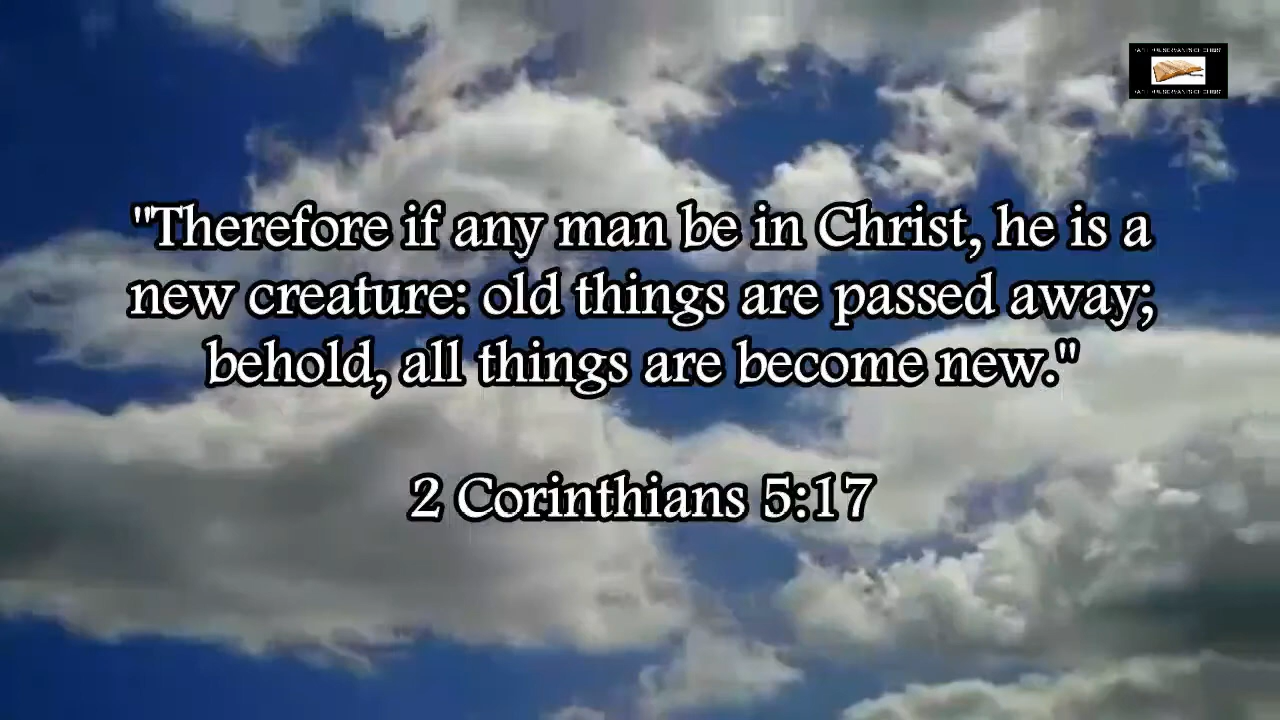 "Therefore if any man be in Christ, he is a
new creature: old things are passed away;
behold, all things are become new."
2 Corinthians 5:17